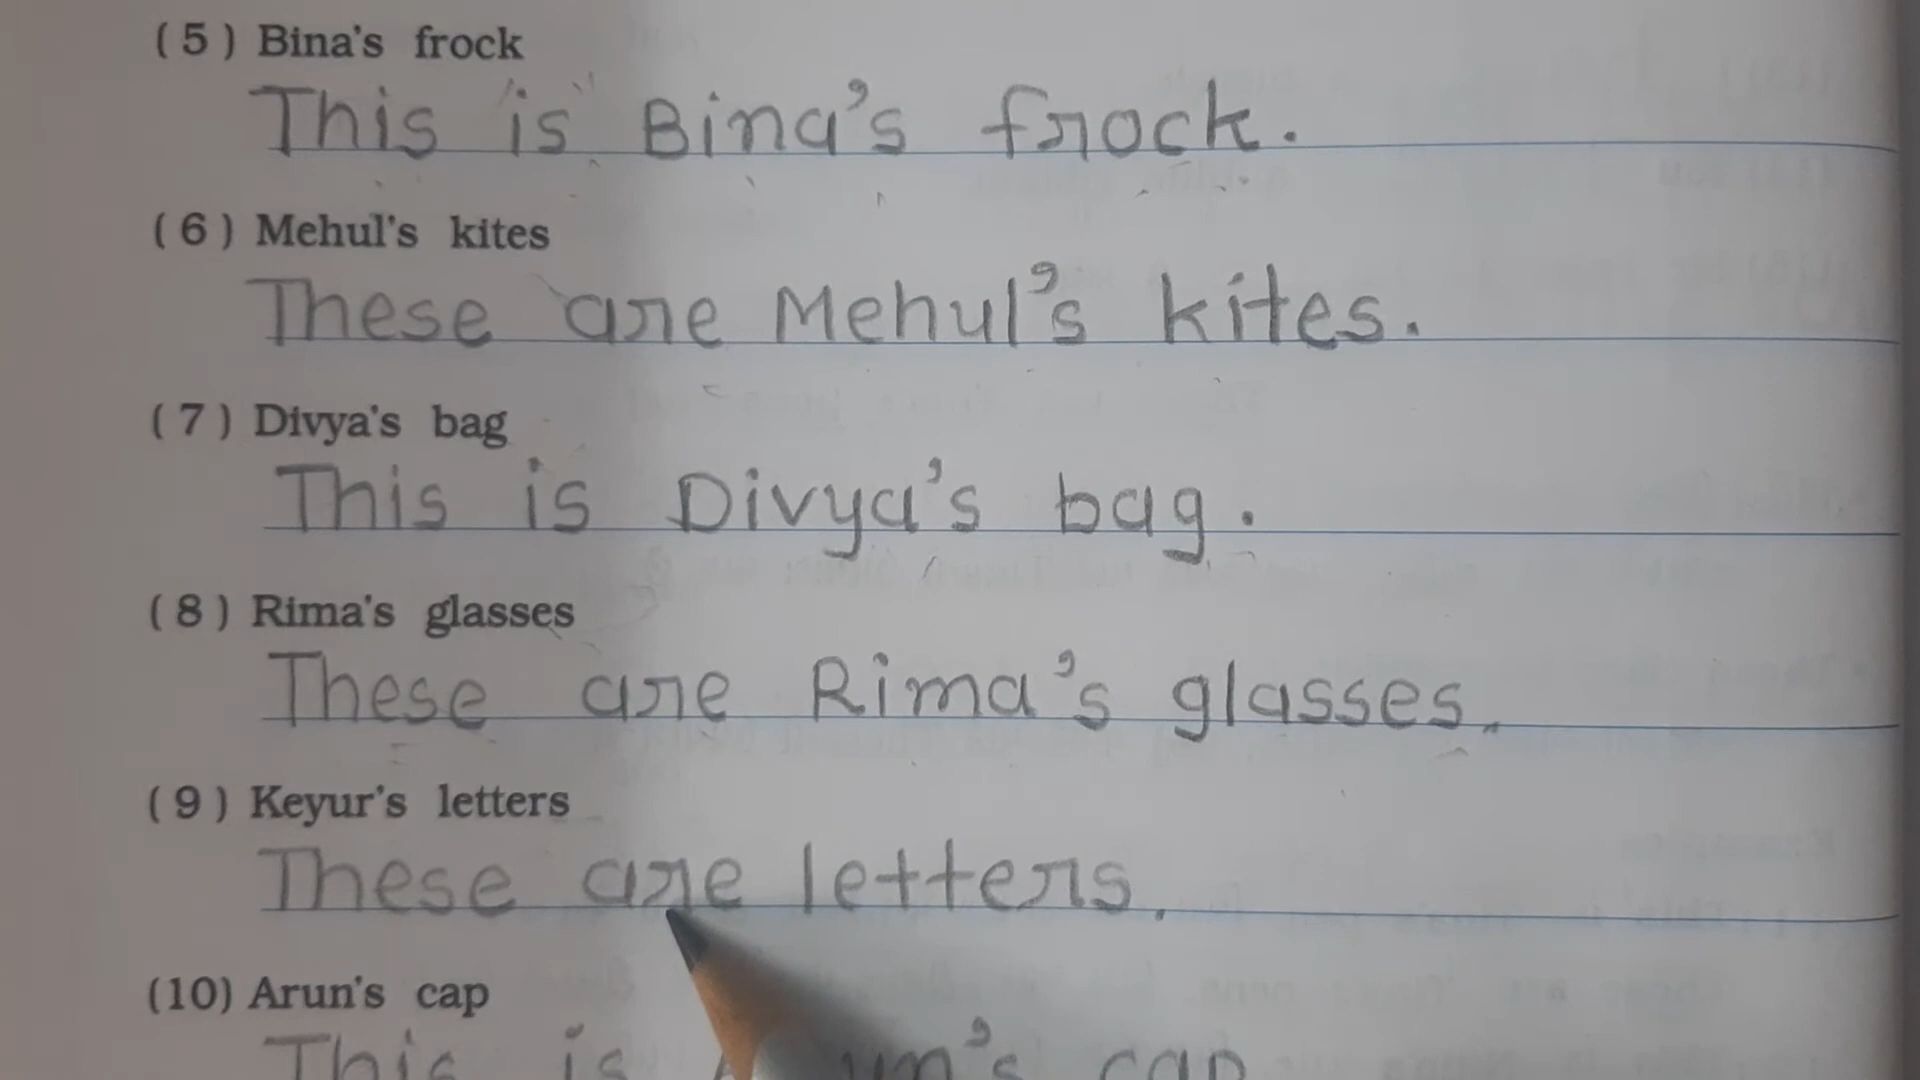 (5) Bina's frock
This is Bina's frock.
(6) Mehul's kites
These are Mehul's kites.
(7) Divya's bag
This is Divya's bag.
(8) Rima's glasses
These are Rima's glasses.
(9) Keyur's letters
These are letters.
(10) Arun's cap
This is cap